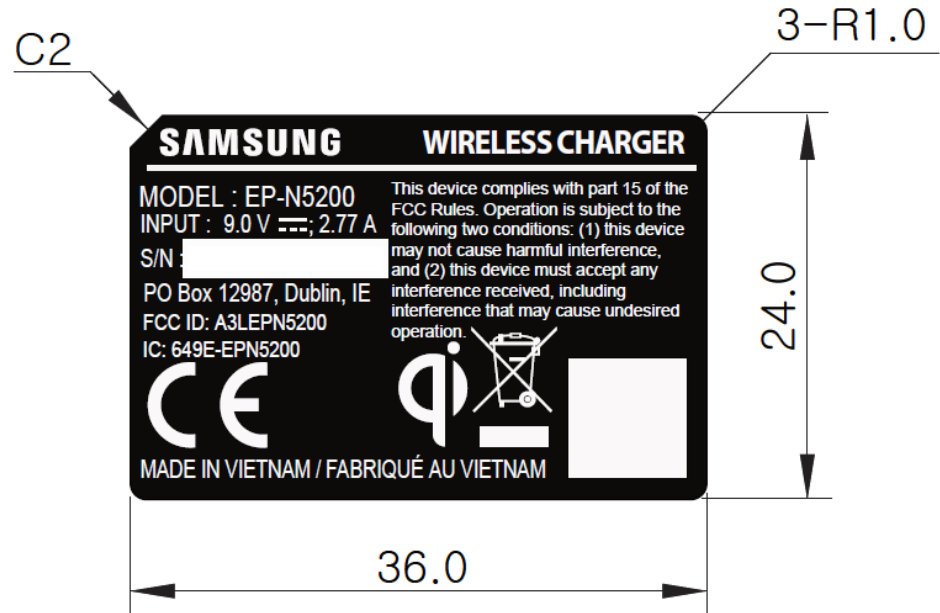 C2
3-R1.0
SAMSUNG WIRELESS CHARGER
MODEL : EP-N5200
INPUT : 9.0 V ⎓; 2.77 A
S/N :
PO Box 12987, Dublin, IE
FCC ID: A3LEPN5200
IC: 649E-EPN5200
This device complies with part 15 of the
FCC Rules. Operation is subject to the
following two conditions: (1) this device
may not cause harmful interference,
and (2) this device must accept any
interference received, including
interference that may cause undesired
operation.
CE
qi
MADE IN VIETNAM / FABRIQUÉ AU VIETNAM
24.0
36.0